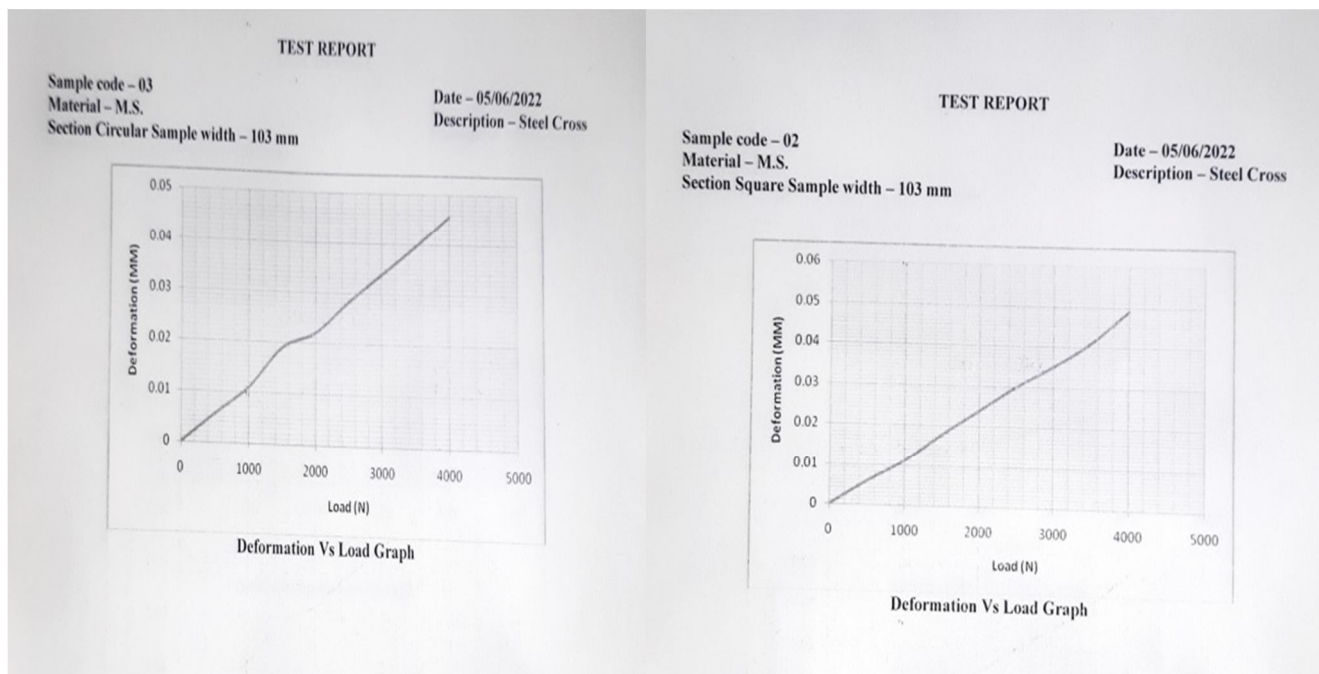 TEST REPORT
Sample code – 03
Date – 05/06/2022
Material – M.S.
Description – Steel Cross
Section Circular Sample width – 103 mm
0.05
0.04
0.03
0.02
0.01
0
Deformation (MM)
0 1000 2000 3000 4000 5000
Load (N)
Deformation Vs Load Graph
TEST REPORT
Sample code – 02
Date – 05/06/2022
Material – M.S.
Description – Steel Cross
Section Square Sample width – 103 mm
0.06
0.05
0.04
0.03
0.02
0.01
0
Deformation (MM)
0 1000 2000 3000 4000 5000
Load (N)
Deformation Vs Load Graph